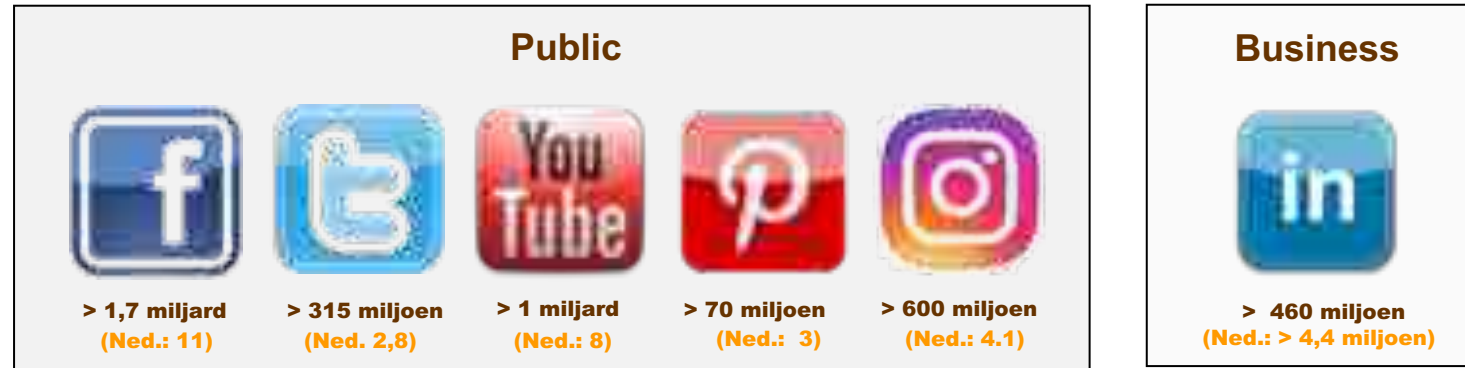 Public
f
t
You
Tube
P
> 1,7 miljard
(Ned.: 11)
> 315 miljoen
(Ned. 2,8)
> 1 miljard
(Ned.: 8)
> 70 miljoen
(Ned.: 3)
> 600 miljoen
(Ned.: 4.1)
Business
in
> 460 miljoen
(Ned.: > 4,4 miljoen)